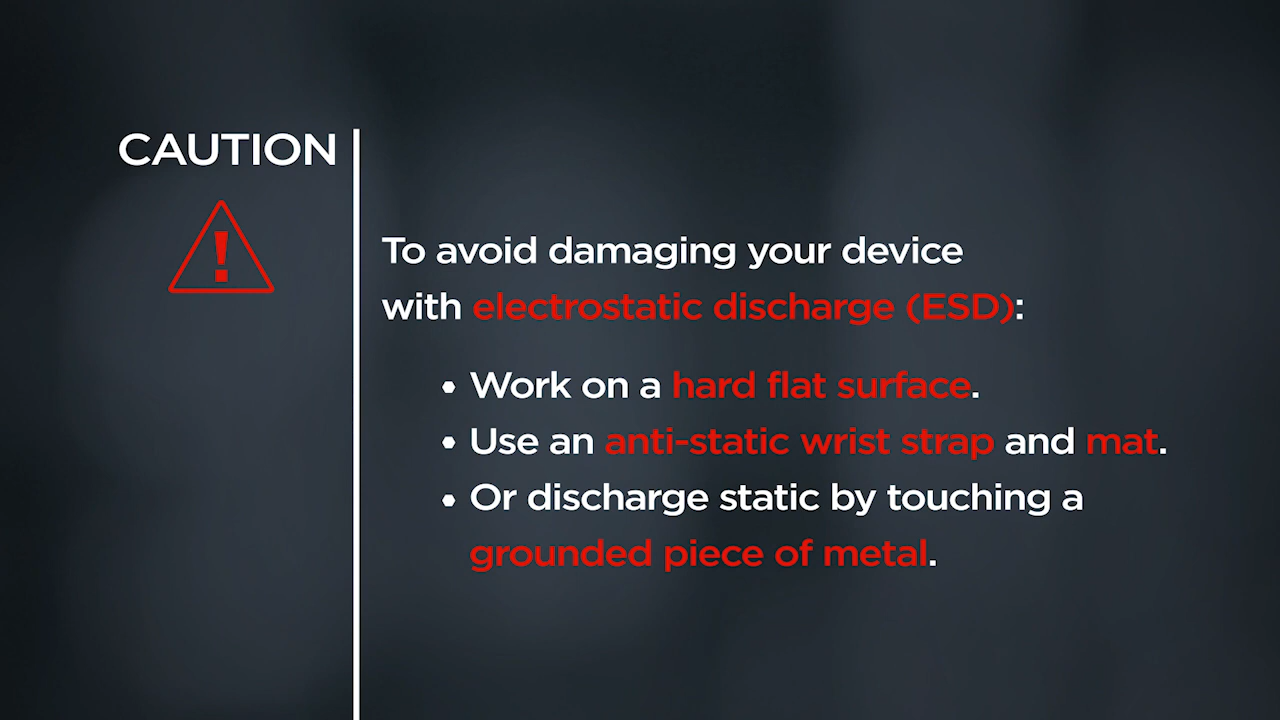 CAUTION
To avoid damaging your device
with electrostatic discharge (ESD):
• Work on a hard flat surface.
• Use an anti-static wrist strap and mat.
• Or discharge static by touching a
grounded piece of metal.